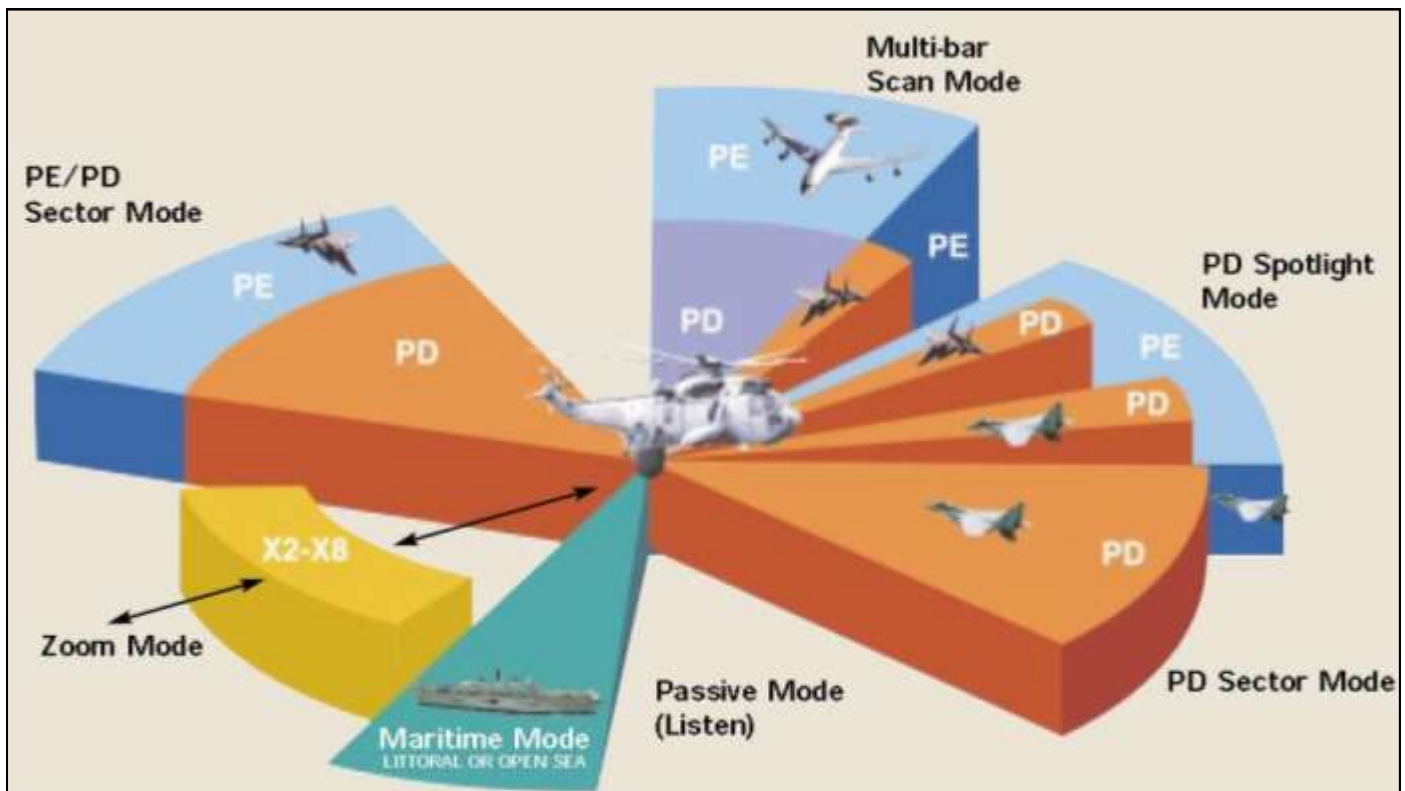 Multi-bar
Scan Mode
PE
PE
PD
PE/PD
Sector Mode
PE
PD
PD Spotlight
Mode
PD
PE
PD
PD
PD Sector Mode
X2-X8
Zoom Mode
Passive Mode
(Listen)
Maritime Mode
LITTORAL OR OPEN SEA